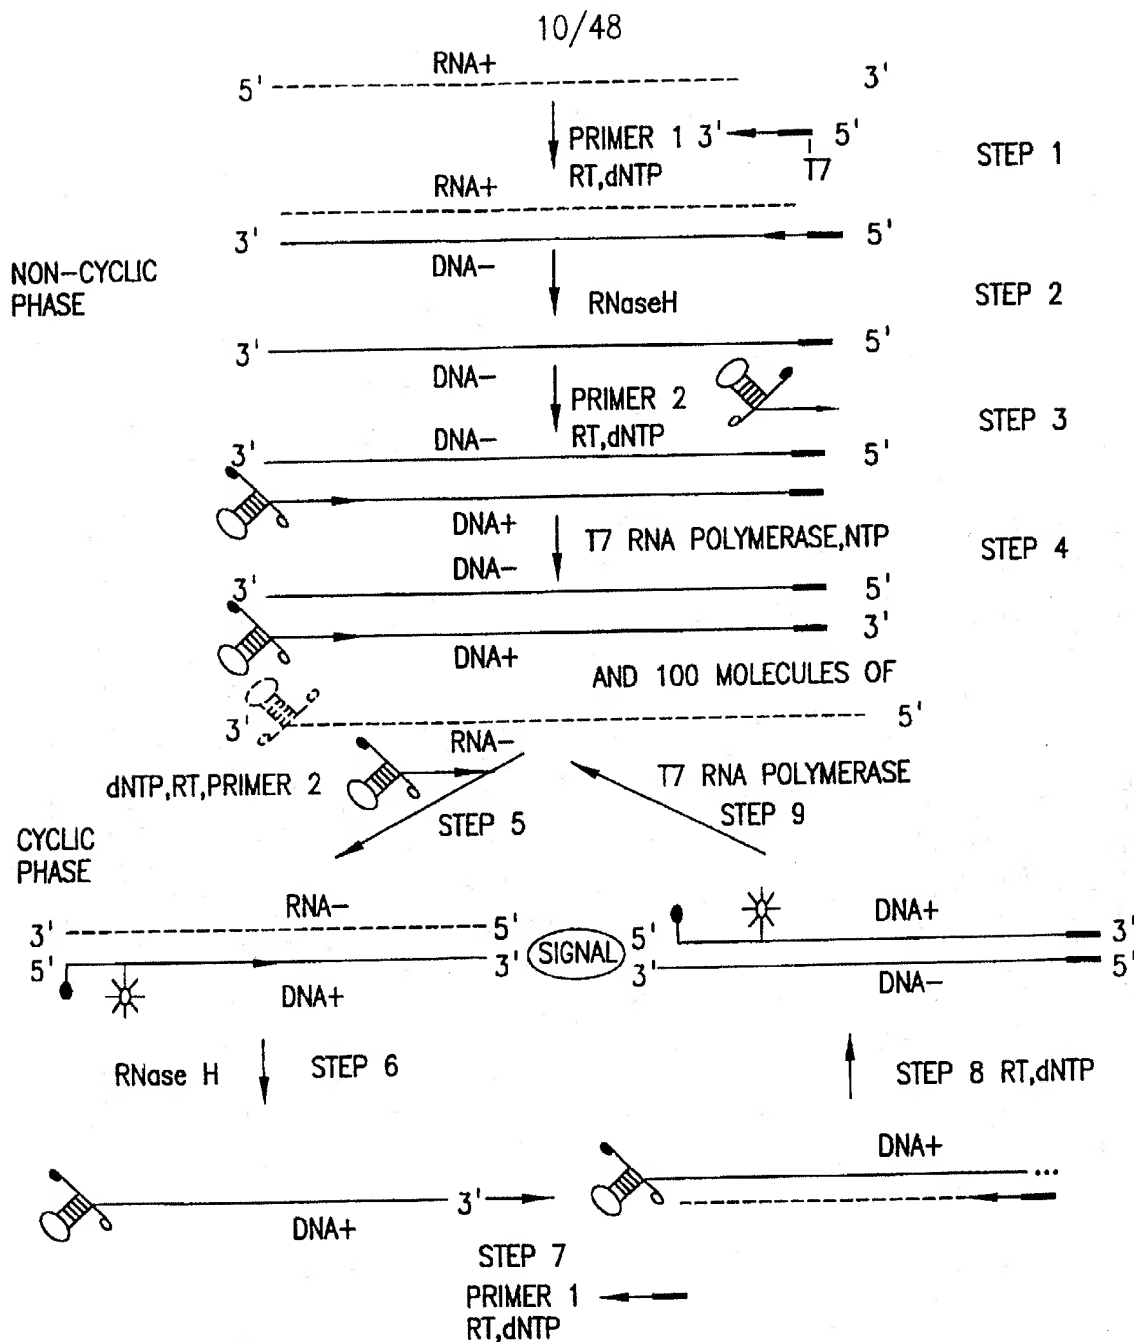 10/48
RNA+
5' 3'
PRIMER 1 3' 5'
T7
RT,dNTP
STEP 1
RNA+
3' 5'
DNA-
NON-CYCLIC
PHASE
RNaseH
STEP 2
3' 5'
DNA-
PRIMER 2
RT,dNTP
STEP 3
DNA-
3' 5'
DNA+
T7 RNA POLYMERASE,NTP
STEP 4
DNA-
3' 5'
3'
DNA+
AND 100 MOLECULES OF
3' 5'
RNA-
dNTP,RT,PRIMER 2
STEP 5
T7 RNA POLYMERASE
STEP 9
CYCLIC
PHASE
RNA-
3' 5'
5' 3'
DNA+
SIGNAL
DNA+
5' 3'
3' 5'
DNA-
RNase H
STEP 6
STEP 8 RT,dNTP
3'
DNA+
DNA+
...
STEP 7
PRIMER 1
RT,dNTP